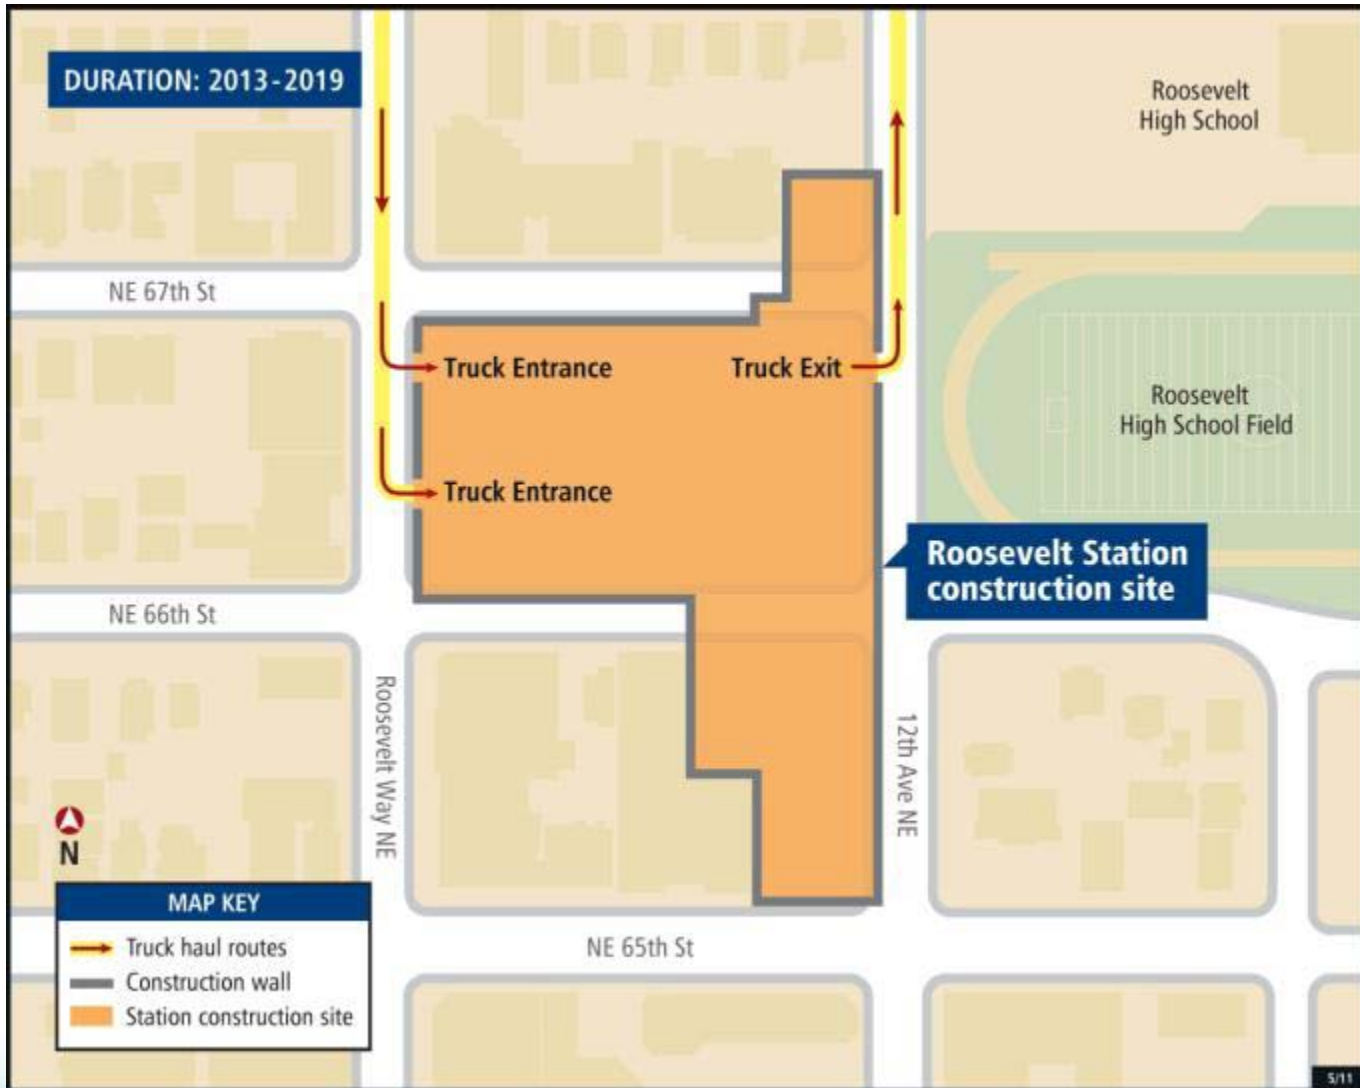 DURATION: 2013-2019
Roosevelt
High School
NE 67th St
Truck Entrance
Truck Exit
Roosevelt
High School Field
Truck Entrance
Roosevelt Station
construction site
NE 66th St
Roosevelt Way NE
12th Ave NE
N
MAP KEY
Truck haul routes
Construction wall
Station construction site
NE 65th St
5/11